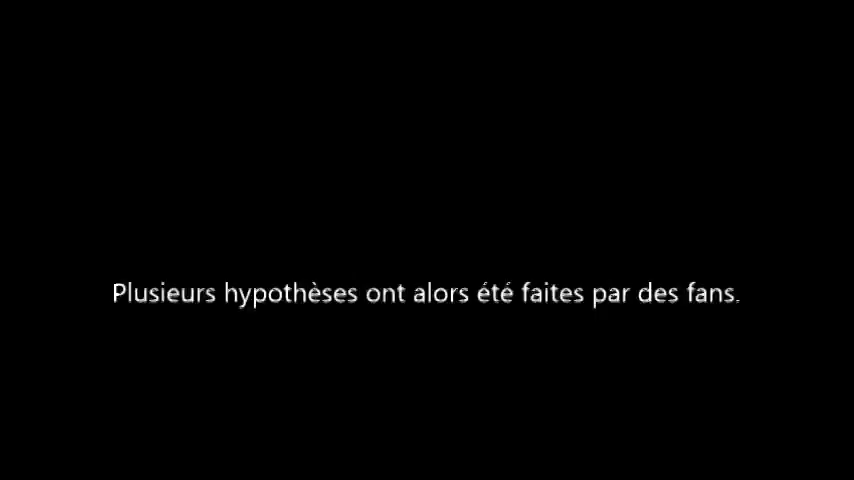 Plusieurs hypothèses ont alors été faites par des fans.